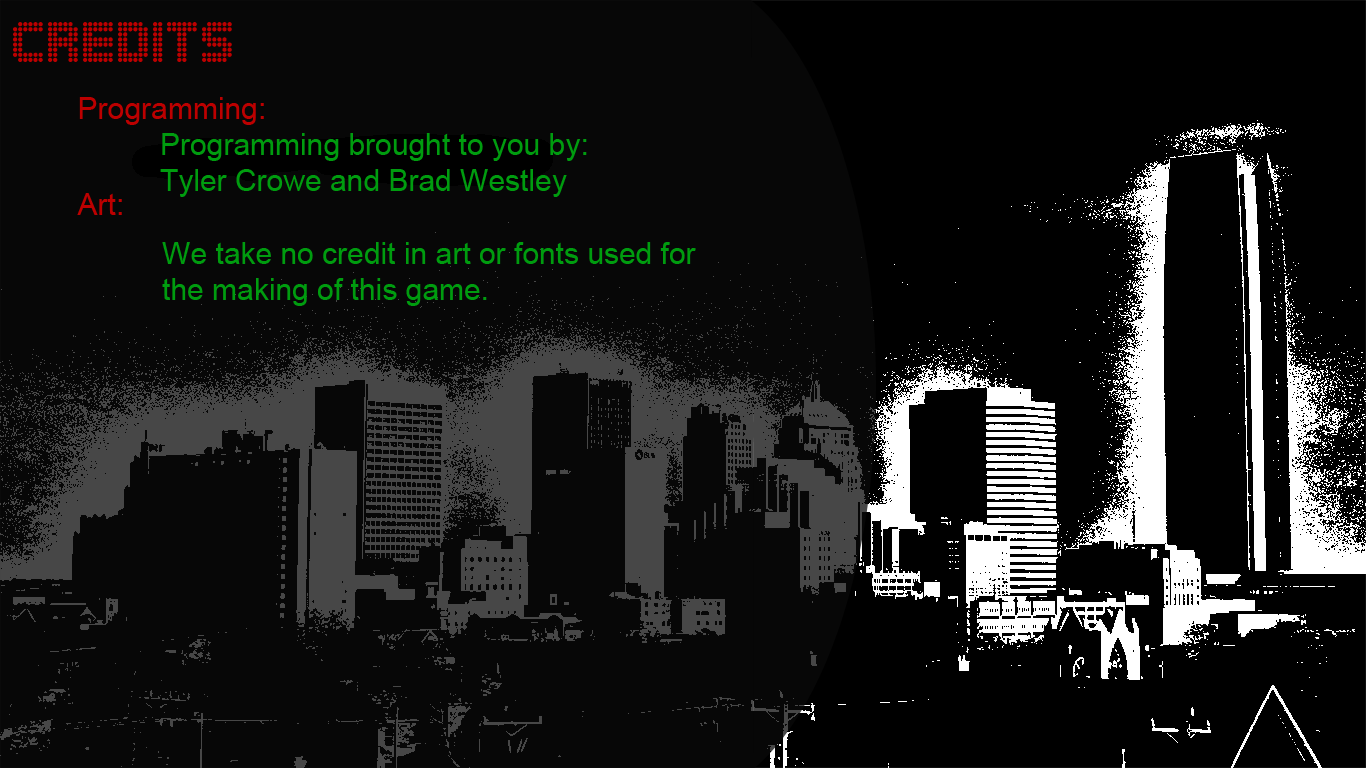 CREDITS
Programming:
Programming brought to you by:
Tyler Crowe and Brad Westley
Art:
We take no credit in art or fonts used for
the making of this game.